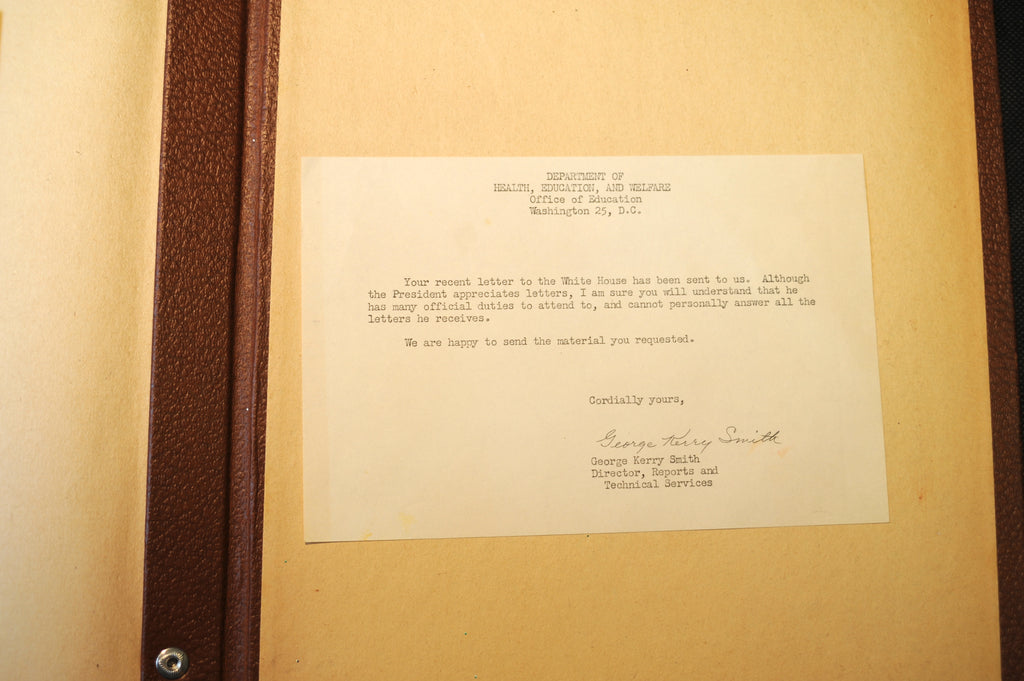 DEPARTMENT OF
HEALTH, EDUCATION, AND WELFARE
Office of Education
Washington 25, D.C.
Your recent letter to the White House has been sent to us. Although
the President appreciates letters, I am sure you will understand that he
has many official duties to attend to, and cannot personally answer all the
letters he receives.
We are happy to send the material you requested.
Cordially yours,
George Kerry Smith
George Kerry Smith
Director, Reports and
Technical Services